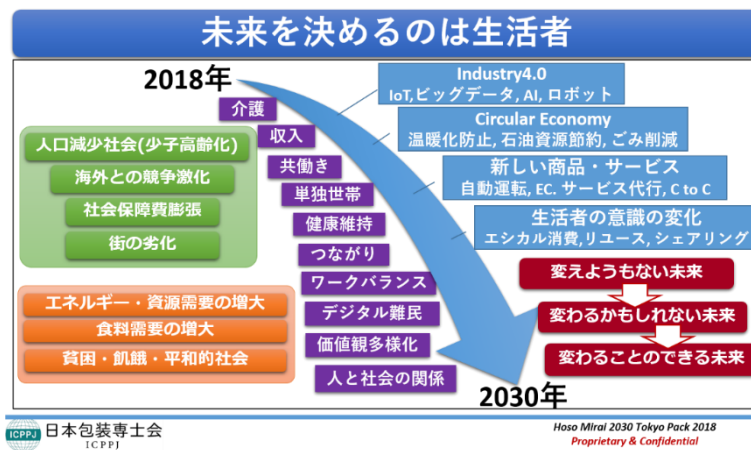 未来を決めるのは生活者
2018年
介護
収入
共働き
単独世帯
健康維持
つながり
ワークバランス
デジタル難民
価値観多様化
人と社会の関係
2030年
人口減少社会(少子高齢化)
海外との競争激化
社会保障費膨張
街の劣化
エネルギー・資源需要の増大
食料需要の増大
貧困・飢餓・平和的社会
Industry4.0
IoT,ビッグデータ, AI, ロボット
Circular Economy
温暖化防止, 石油資源節約, ごみ削減
新しい商品・サービス
自動運転, EC. サービス代行, C to C
生活者の意識の変化
エシカル消費, リユース, シェアリング
変えようもない未来
変わるかもしれない未来
変わることのできる未来
ICPPJ
日本包装専士会
ICPPJ
Hoso Mirai 2030 Tokyo Pack 2018
Proprietary & Confidential